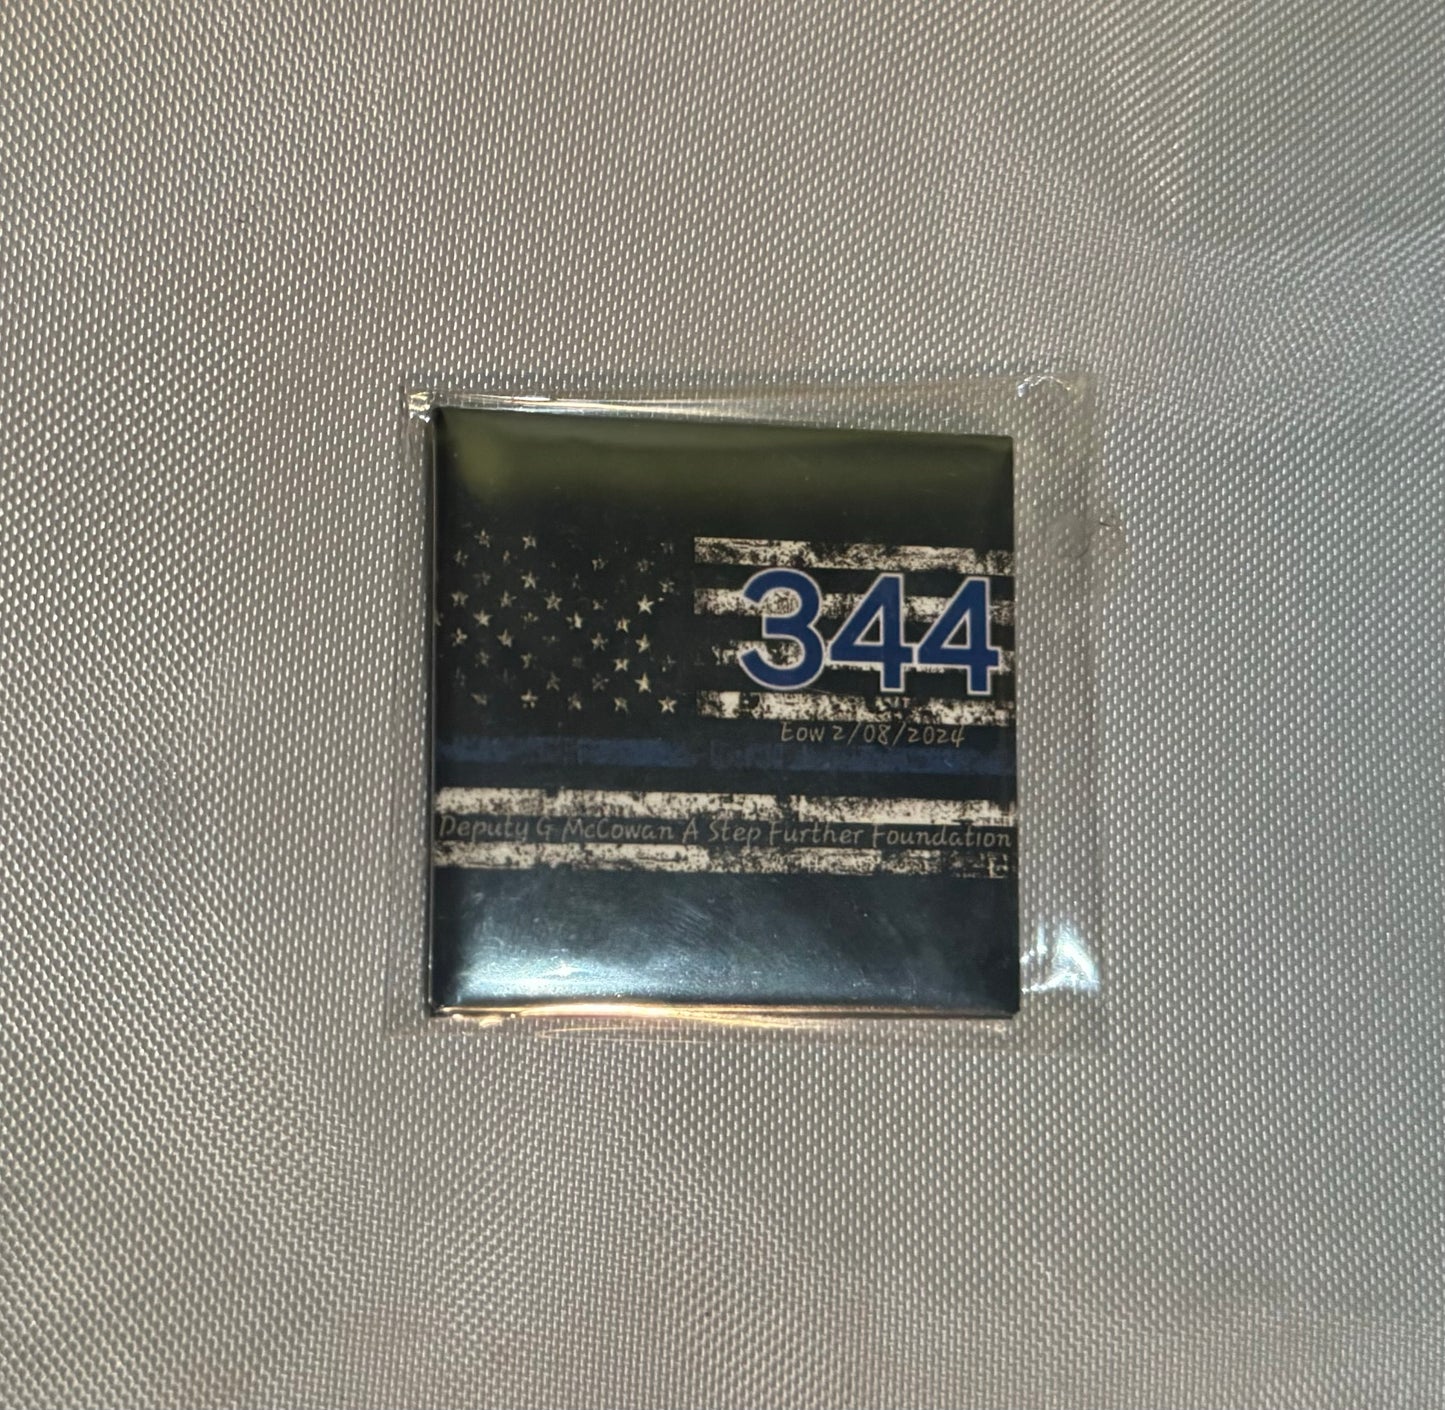 344
Eow 2/08/2024
Deputy G McCowan A Step Further Foundation